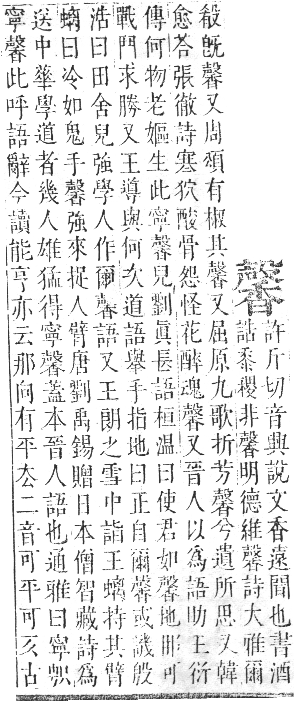 馨許斤切音興說文香遠聞也書酒
誥黍稷非馨明德維馨詩大雅爾
殽旣馨又周頌有椒其馨又屈原九歌折芳馨兮遺所思又韓
愈荅張徹詩塞狖酸骨怨怪花醉魂馨又晉人以爲語助王衍
傳何物老嫗生此寧馨兒劉眞長語桓温曰使君如馨地那可
戰鬥求勝又王導與何次道語舉手指地曰正自爾馨或譏殷
浩曰田舍兒強學人作爾馨語又王朗之雪中詣王螭持其臂
螭曰冷如鬼手馨強來捉人臂唐劉禹錫贈日本僧智藏詩爲
送中華學道者幾人雄猛得寧馨蓋本晉人語也通雅曰寧
寧馨此呼語辭今讀能亨亦云那向有平厺二音可平可仄古